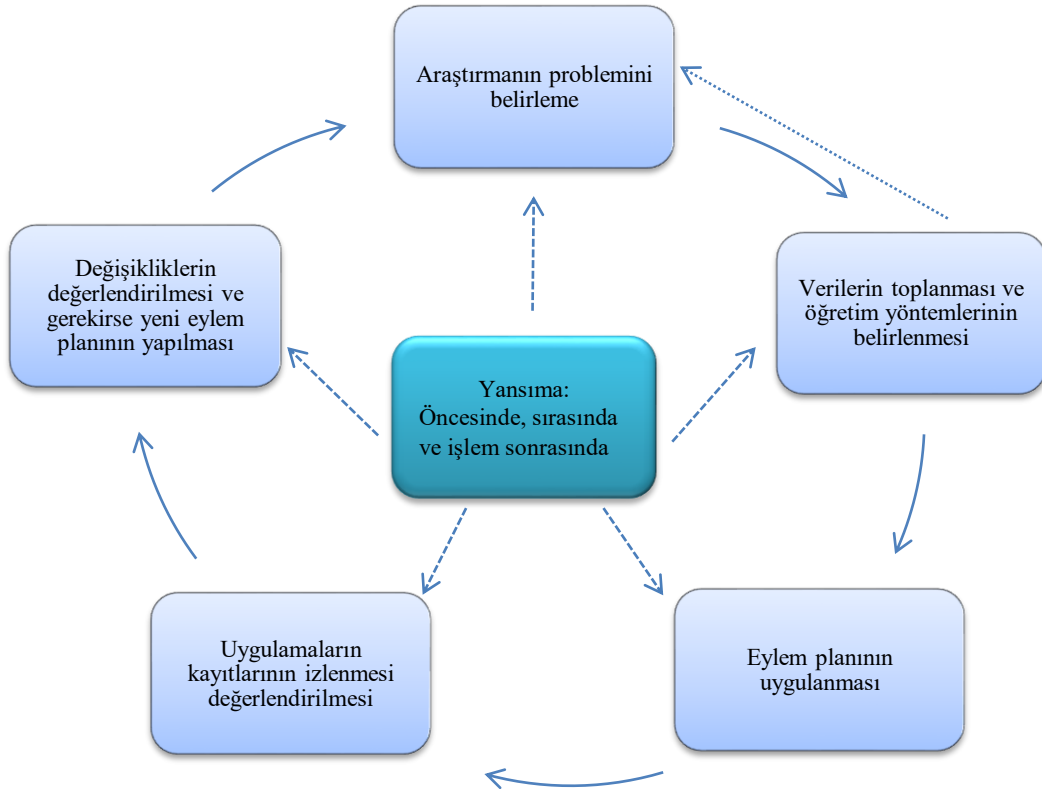 Araştırmanın problemini
belirleme
Verilerin toplanması ve
öğretim yöntemlerinin
belirlenmesi
Eylem planının
uygulanması
Uygulamaların
kayıtlarının izlenmesi
değerlendirilmesi
Değişikliklerin
değerlendirilmesi ve
gerekirse yeni eylem
planının yapılması
Yansıma:
Öncesinde, sırasında
ve işlem sonrasında